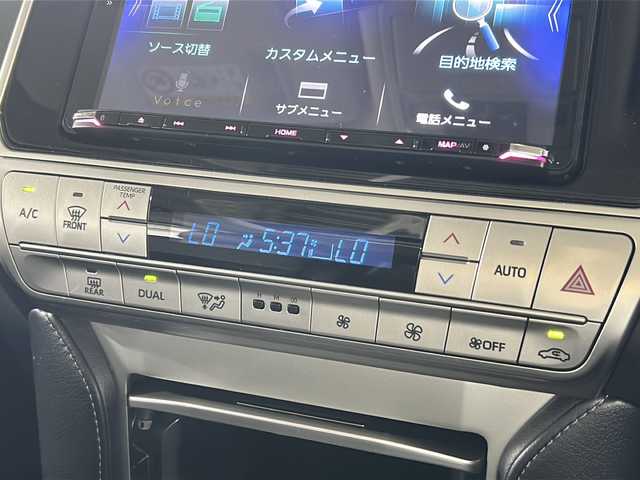 ソース切替
カスタムメニュー
目的地検索
Voice
サブメニュー
電話メニュー
HOME
MAP/AV
A/C
FRONT
PASSENGER
TEMP
LO 5:37 LO
AUTO
REAR
DUAL
H M S
OFF